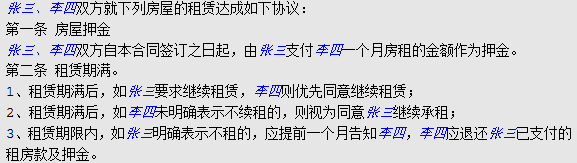 张三、李四双方就下列房屋的租赁达成如下协议：
第一条 房屋押金
张三、李四双方自本合同签订之日起，由张三支付李四一个月房租的金额作为押金。
第二条 租赁期满。
1、租赁期满后，如张三要求继续租赁，李四则优先同意继续租赁；
2、租赁期满后，如李四未明确表示不续租的，则视为同意张三继续承租；
3、租赁期限内，如张三明确表示不租的，应提前一个月告知李四，李四应退还张三已支付的
租房款及押金。